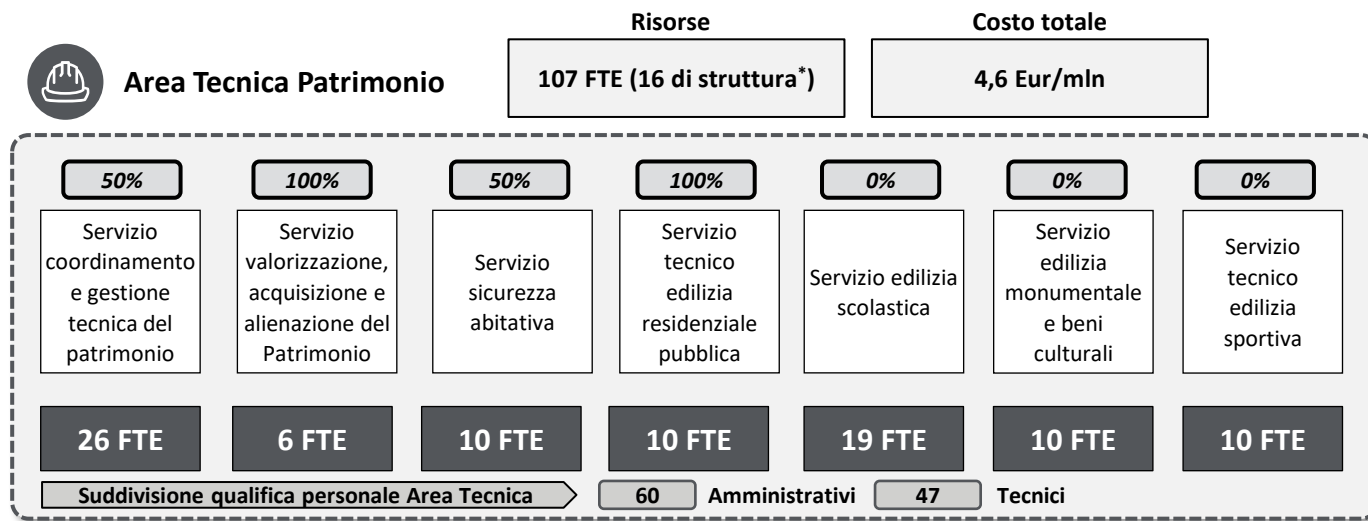 Risorse
Costo totale
Area Tecnica Patrimonio
107 FTE (16 di struttura*)
4,6 Eur/mln
50%
100%
50%
100%
0%
0%
0%
Servizio
coordinamento
e gestione
tecnica del
patrimonio
Servizio
valorizzazione,
acquisizione e
alienazione del
Patrimonio
Servizio
sicurezza
abitativa
Servizio
tecnico
edilizia
residenziale
pubblica
Servizio edilizia
scolastica
Servizio
edilizia
monumentale
e beni
culturali
Servizio
tecnico
edilizia
sportiva
26 FTE
6 FTE
10 FTE
10 FTE
19 FTE
10 FTE
10 FTE
Suddivisione qualifica personale Area Tecnica
60
Amministrativi
47
Tecnici